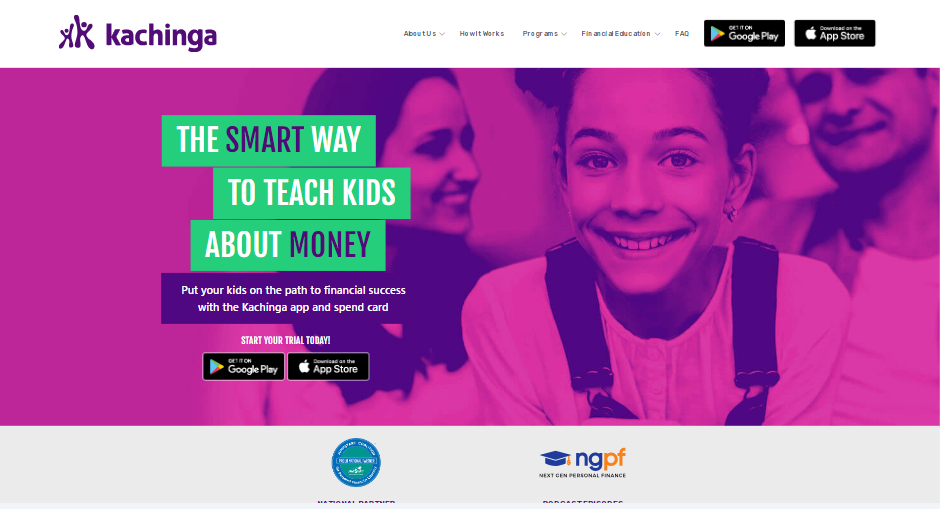 kachinga
About Us
How It Works
Programs
Financial Education
FAQ
GET IT ON
Google Play
Download on the
App Store
THE SMART WAY
TO TEACH KIDS
ABOUT MONEY
Put your kids on the path to financial success
with the Kachinga app and spend card
START YOUR TRIAL TODAY!
GET IT ON
Google Play
Download on the
App Store
ngpf
NEXT GEN PERSONAL FINANCE
NATIONAL PARTNER
PODCAST EPISODES